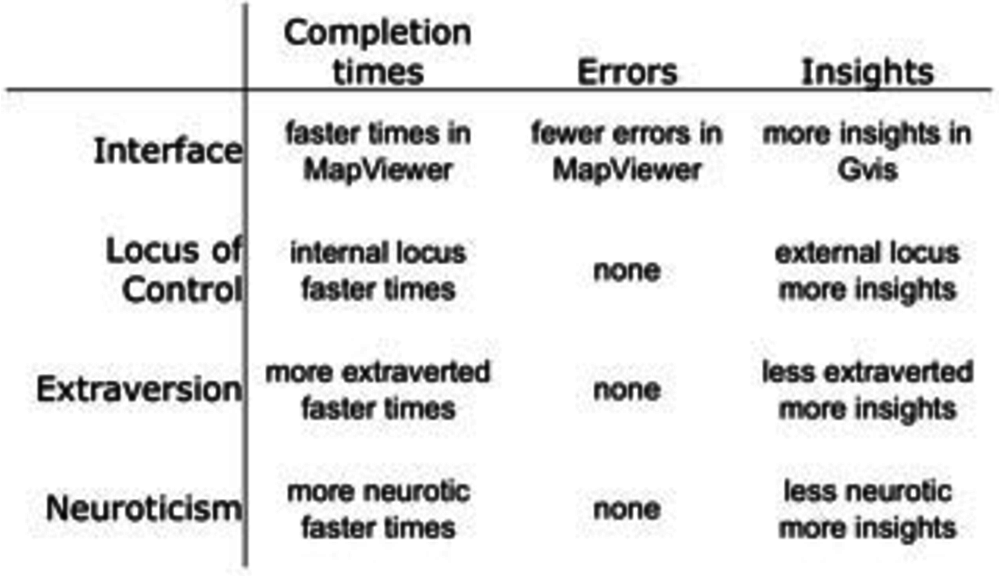 Completion times Errors Insights
Interface faster times in MapViewer fewer errors in MapViewer more insights in Gvis
Locus of Control internal locus faster times none external locus more insights
Extraversion more extraverted faster times none less extraverted more insights
Neuroticism more neurotic faster times none less neurotic more insights